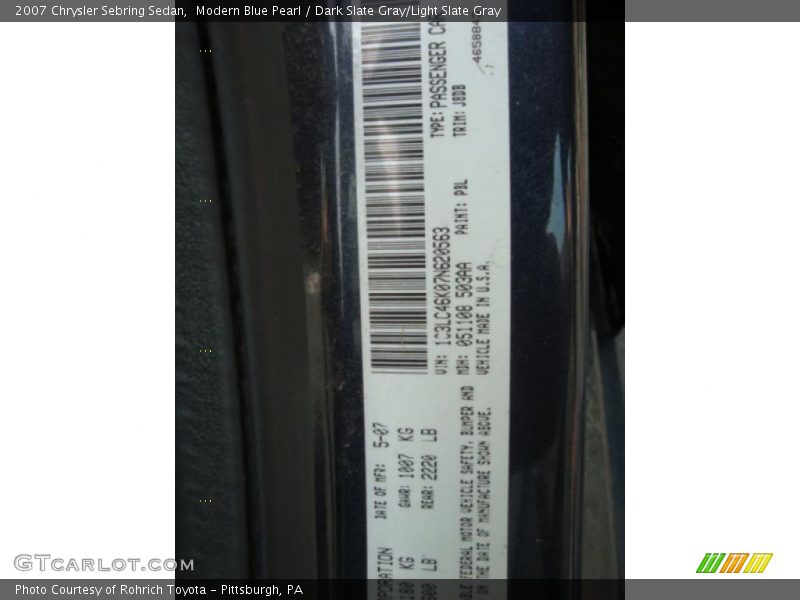 2007 Chrysler Sebring Sedan, Modern Blue Pearl / Dark Slate Gray/Light Slate Gray
PORATION DATE OF MFR: 5-07
KG GAWR: 1007 KG
LB REAR: 2220 LB
VIN: 1C3LC46K07N620563 TYPE: PASSENGER CA
MDH: 051108 503AA PAINT: PBL TRIM: J8DB
FEDERAL MOTOR VEHICLE SAFETY, BUMPER AND VEHICLE MADE IN U.S.A.
THE DATE OF MANUFACTURE SHOWN ABOVE.
GTCarLot.com
Photo Courtesy of Rohrich Toyota - Pittsburgh, PA